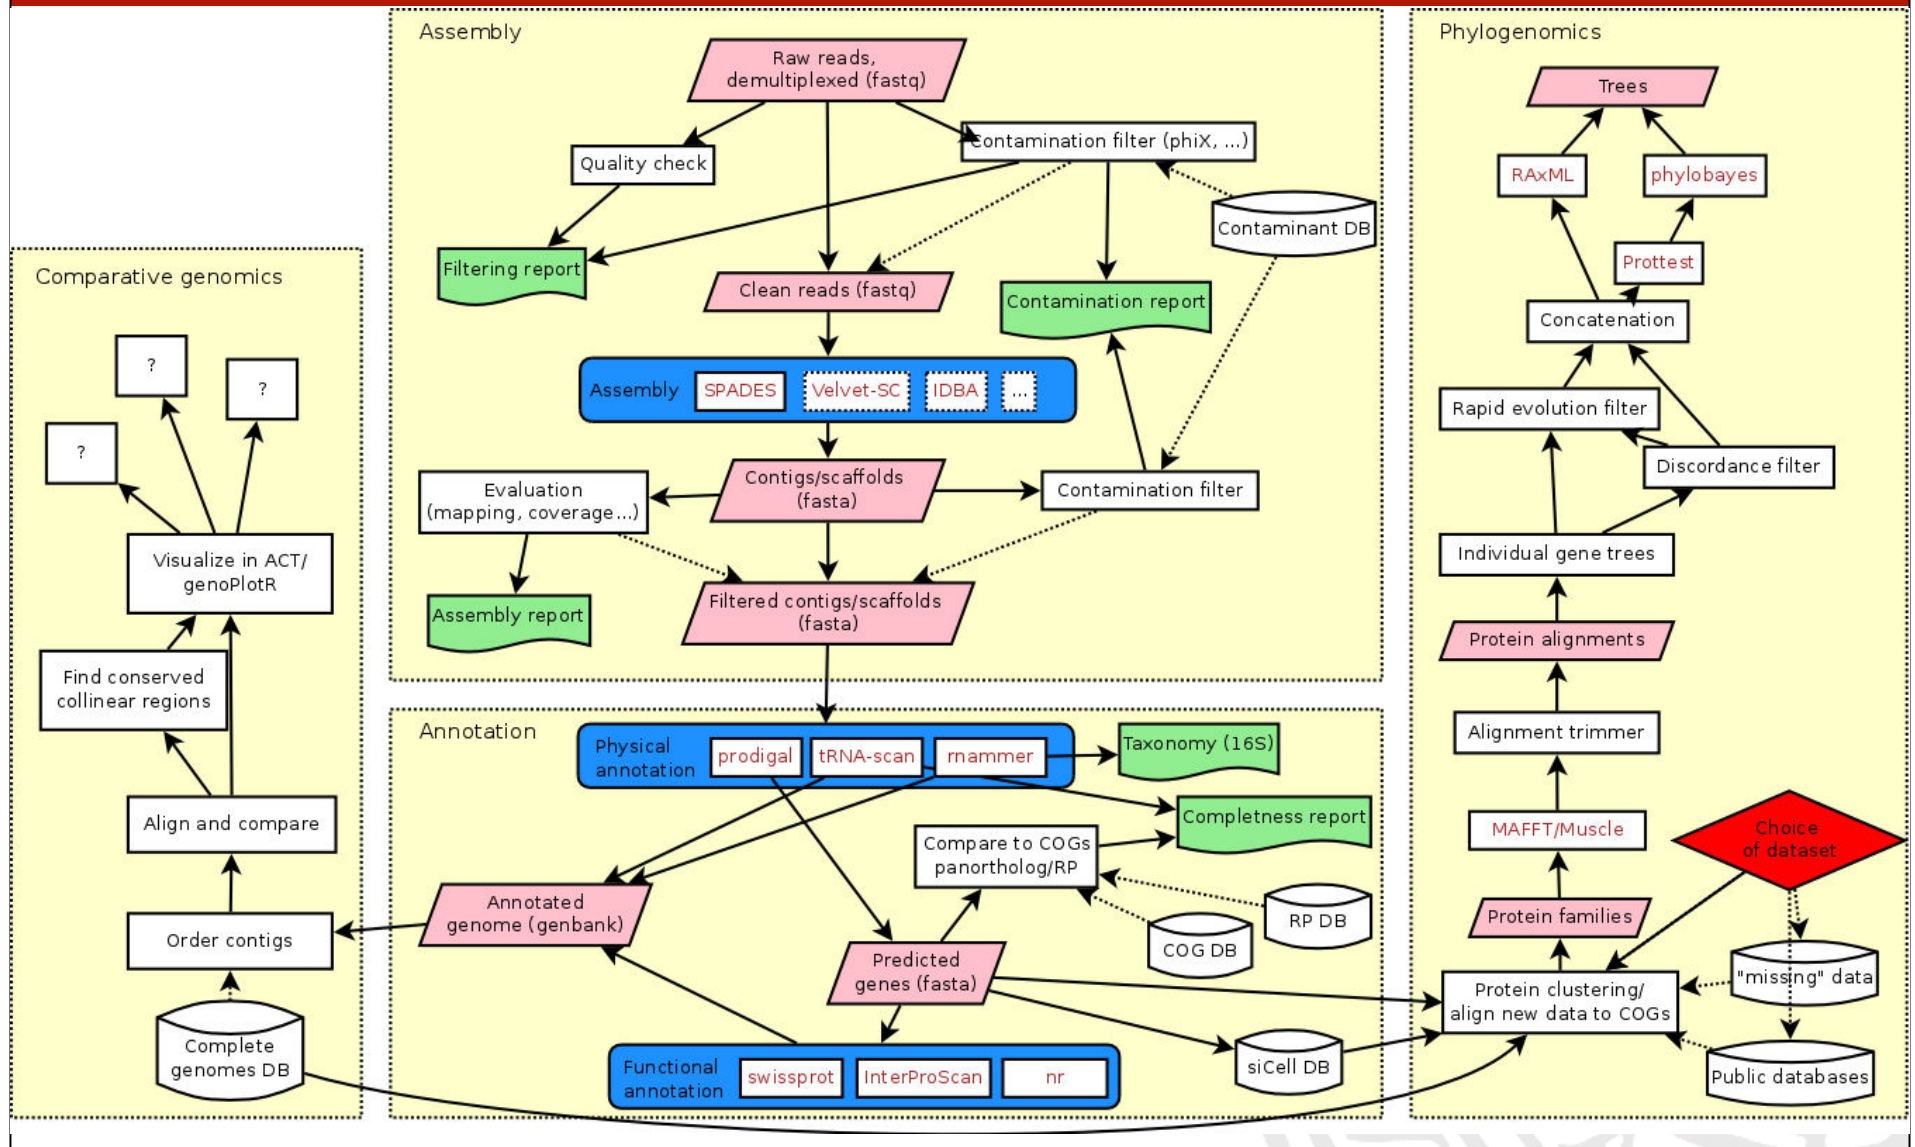 Assembly
Raw reads,
demultiplexed (fastq)
Contamination filter (phiX, ...)
Quality check
Contaminant DB
Filtering report
Clean reads (fastq)
Contamination report
Assembly
SPADES
Velvet-SC
IDBA
...
Evaluation
(mapping, coverage...)
Contigs/scaffolds
(fasta)
Contamination filter
Assembly report
Filtered contigs/scaffolds
(fasta)
Comparative genomics
?
?
?
Visualize in ACT/
genoPlotR
Find conserved
collinear regions
Align and compare
Order contigs
Complete
genomes DB
Annotation
Physical
annotation
prodigal
tRNA-scan
rnammer
Taxonomy (16S)
Completness report
Compare to COGs
panortholog/RP
Annotated
genome (genbank)
RP DB
COG DB
Predicted
genes (fasta)
siCell DB
Functional
annotation
swissprot
InterProScan
nr
Phylogenomics
Trees
RAxML
phylobayes
Prottest
Concatenation
Rapid evolution filter
Discordance filter
Individual gene trees
Protein alignments
Alignment trimmer
MAFFT/Muscle
Choice
of dataset
Protein families
"missing" data
Protein clustering/
align new data to COGs
Public databases